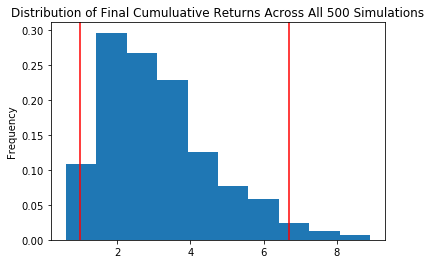 Distribution of Final Cumuluative Returns Across All 500 Simulations
Frequency
0.30
0.25
0.20
0.15
0.10
0.05
0.00
2 4 6 8